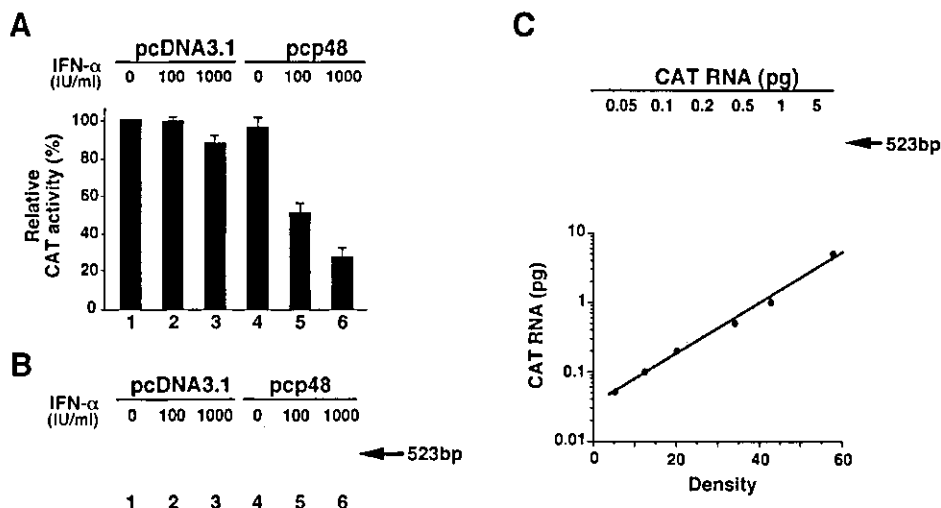 A
pcDNA3.1 pcp48
IFN-α
(IU/ml)
0 100 1000 0 100 1000
Relative
CAT activity (%)
100
80
60
40
20
0
1 2 3 4 5 6
B
pcDNA3.1 pcp48
IFN-α
(IU/ml)
0 100 1000 0 100 1000
523bp
1 2 3 4 5 6
C
CAT RNA (pg)
0.05 0.1 0.2 0.5 1 5
523bp
CAT RNA (pg)
10
1
0.1
0.01
0 10 20 30 40 50 60
Density